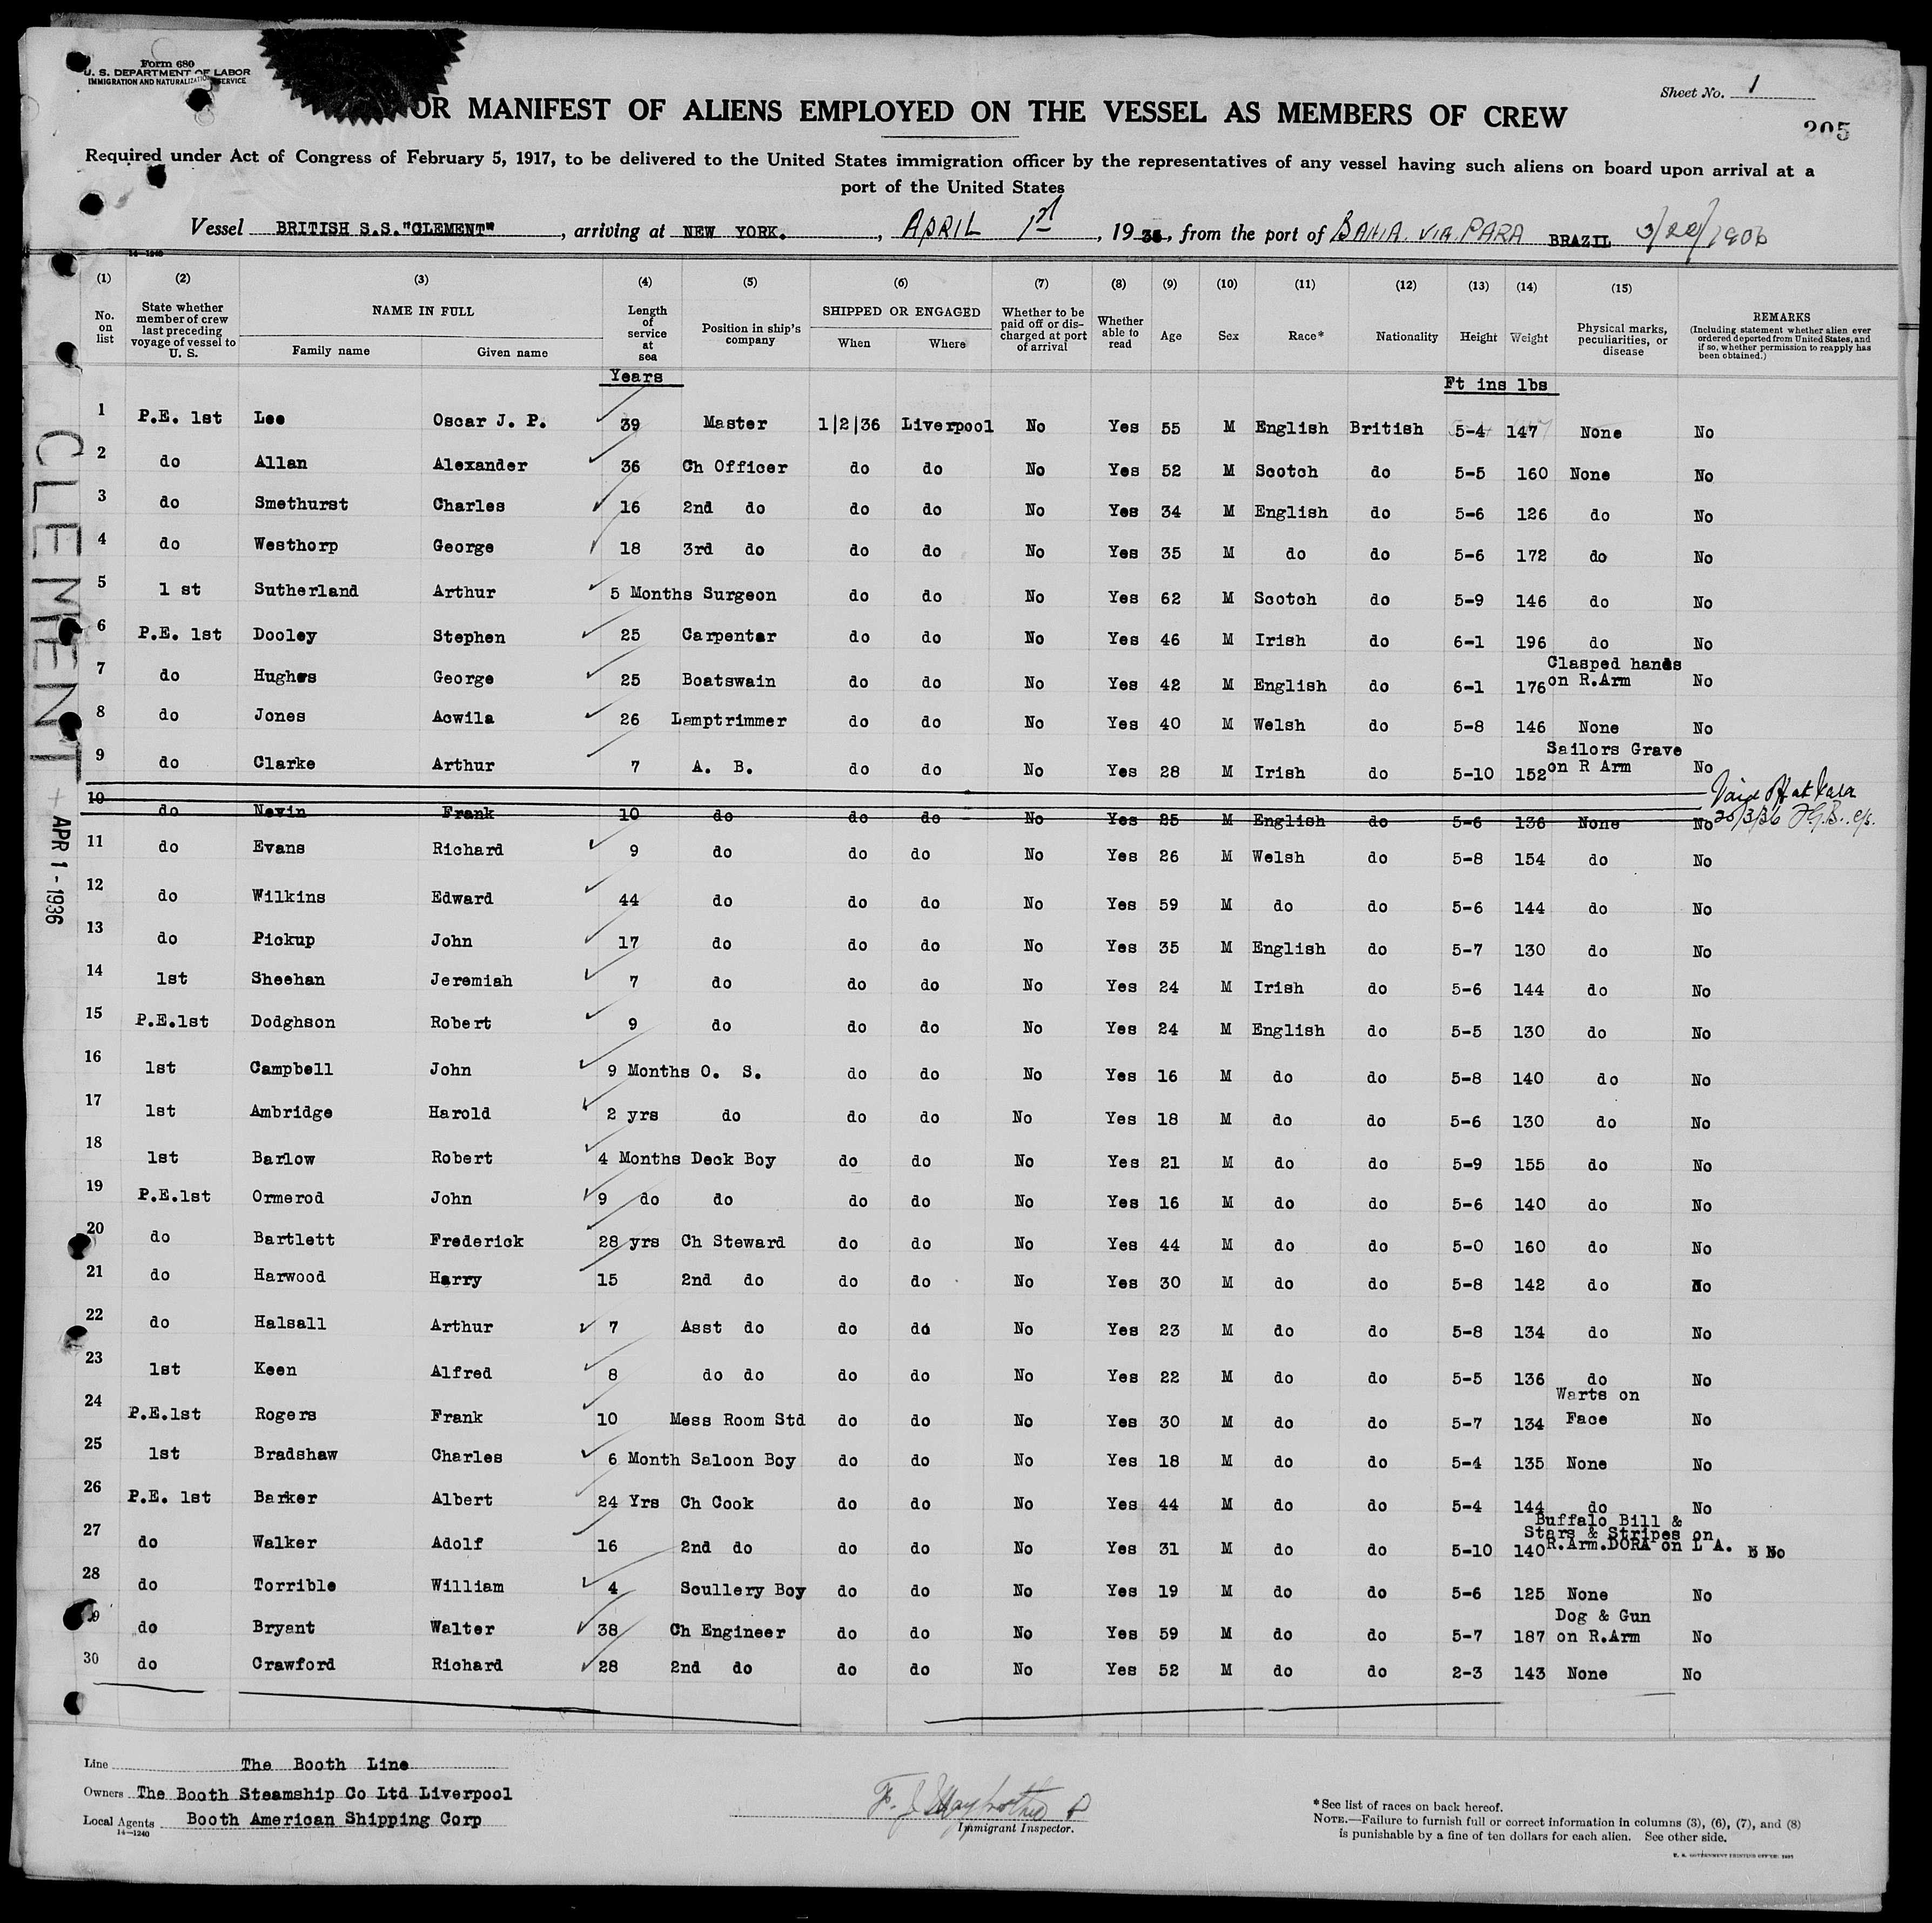 Form 680
U. S. DEPARTMENT OF LABOR
IMMIGRATION AND NATURALIZATION SERVICE
Sheet No. 1
OR MANIFEST OF ALIENS EMPLOYED ON THE VESSEL AS MEMBERS OF CREW
205
Required under Act of Congress of February 5, 1917, to be delivered to the United States immigration officer by the representatives of any vessel having such aliens on board upon arrival at a
port of the United States
Vessel BRITISH S.S."CLEMENT", arriving at NEW YORK., APRIL 1st, 1936, from the port of BAHIA. VIA. PARA BRAZIL
14—1240
(1) (2) (3) (4) (5) (6) (7) (8) (9) (10) (11) (12) (13) (14) (15)
No. on list State whether member of crew last preceding voyage of vessel to U. S. NAME IN FULL Family name Given name Length of service at sea Position in ship's company SHIPPED OR ENGAGED When Where Whether to be paid off or discharged at port of arrival Whether able to read Age Sex Race* Nationality Height Weight Physical marks, peculiarities, or disease REMARKS (Including statement whether alien ever ordered deported from United States, and if so, whether permission to reapply has been obtained.)
Years Ft ins lbs
1 P.E. 1st Lee Oscar J. P. 39 Master 1|2|36 Liverpool No Yes 55 M English British 5-4 147 None No
2 do Allan Alexander 36 Ch Officer do do No Yes 52 M Scotch do 5-5 160 None No
3 do Smethurst Charles 16 2nd do do do No Yes 34 M English do 5-6 126 do No
4 do Westhorp George 18 3rd do do do No Yes 35 M do do 5-6 172 do No
5 1 st Sutherland Arthur 5 Months Surgeon do do No Yes 62 M Scotch do 5-9 146 do No
6 P.E. 1st Dooley Stephen 25 Carpenter do do No Yes 46 M Irish do 6-1 196 do No
7 do Hughes George 25 Boatswain do do No Yes 42 M English do 6-1 176 Clasped hands on R.Arm No
8 do Jones Acwila 26 Lamptrimmer do do No Yes 40 M Welsh do 5-8 146 None No
9 do Clarke Arthur 7 A. B. do do No Yes 28 M Irish do 5-10 152 Sailors Grave on R Arm No
10 do Nevin Frank 10 do do do No Yes 25 M English do 5-6 136 None No Paid Off at Para 25/3/36
11 do Evans Richard 9 do do do No Yes 26 M Welsh do 5-8 154 do No
12 do Wilkins Edward 44 do do do No Yes 59 M do do 5-6 144 do No
13 do Pickup John 17 do do do No Yes 35 M English do 5-7 130 do No
14 1st Sheehan Jeremiah 7 do do do No Yes 24 M Irish do 5-6 144 do No
15 P.E.1st Dodghson Robert 9 do do do No Yes 24 M English do 5-5 130 do No
16 1st Campbell John 9 Months O. S. do do No Yes 16 M do do 5-8 140 do No
17 1st Ambridge Harold 2 yrs do do do No Yes 18 M do do 5-6 130 do No
18 1st Barlow Robert 4 Months Deck Boy do do No Yes 21 M do do 5-9 155 do No
19 P.E.1st Ormerod John 9 do do do do No Yes 16 M do do 5-6 140 do No
20 do Bartlett Frederick 28 yrs Ch Steward do do No Yes 44 M do do 5-0 160 do No
21 do Harwood Harry 15 2nd do do do No Yes 30 M do do 5-8 142 do No
22 do Halsall Arthur 7 Asst do do do No Yes 23 M do do 5-8 134 do No
23 1st Keen Alfred 8 do do do do No Yes 22 M do do 5-5 136 do No
24 P.E.1st Rogers Frank 10 Mess Room Std do do No Yes 30 M do do 5-7 134 Warts on Face No
25 1st Bradshaw Charles 6 Month Saloon Boy do do No Yes 18 M do do 5-4 135 None No
26 P.E. 1st Barker Albert 24 Yrs Ch Cook do do No Yes 44 M do do 5-4 144 do No
27 do Walker Adolf 16 2nd do do do No Yes 31 M do do 5-10 140 Buffalo Bill & Stars & Stripes on R.Arm.DORA on L A. No
28 do Torrible William 4 Scullery Boy do do No Yes 19 M do do 5-6 125 None No
29 do Bryant Walter 38 Ch Engineer do do No Yes 59 M do do 5-7 187 Dog & Gun on R.Arm No
30 do Crawford Richard 28 2nd do do do No Yes 52 M do do 2-3 143 None No
CLEMENT
APR 1 - 1936
Line The Booth Line
Owners The Booth Steamship Co Ltd Liverpool
Local Agents Booth American Shipping Corp
14—1240
Immigrant Inspector.
*See list of races on back hereof.
NOTE.—Failure to furnish full or correct information in columns (3), (6), (7), and (8)
is punishable by a fine of ten dollars for each alien. See other side.